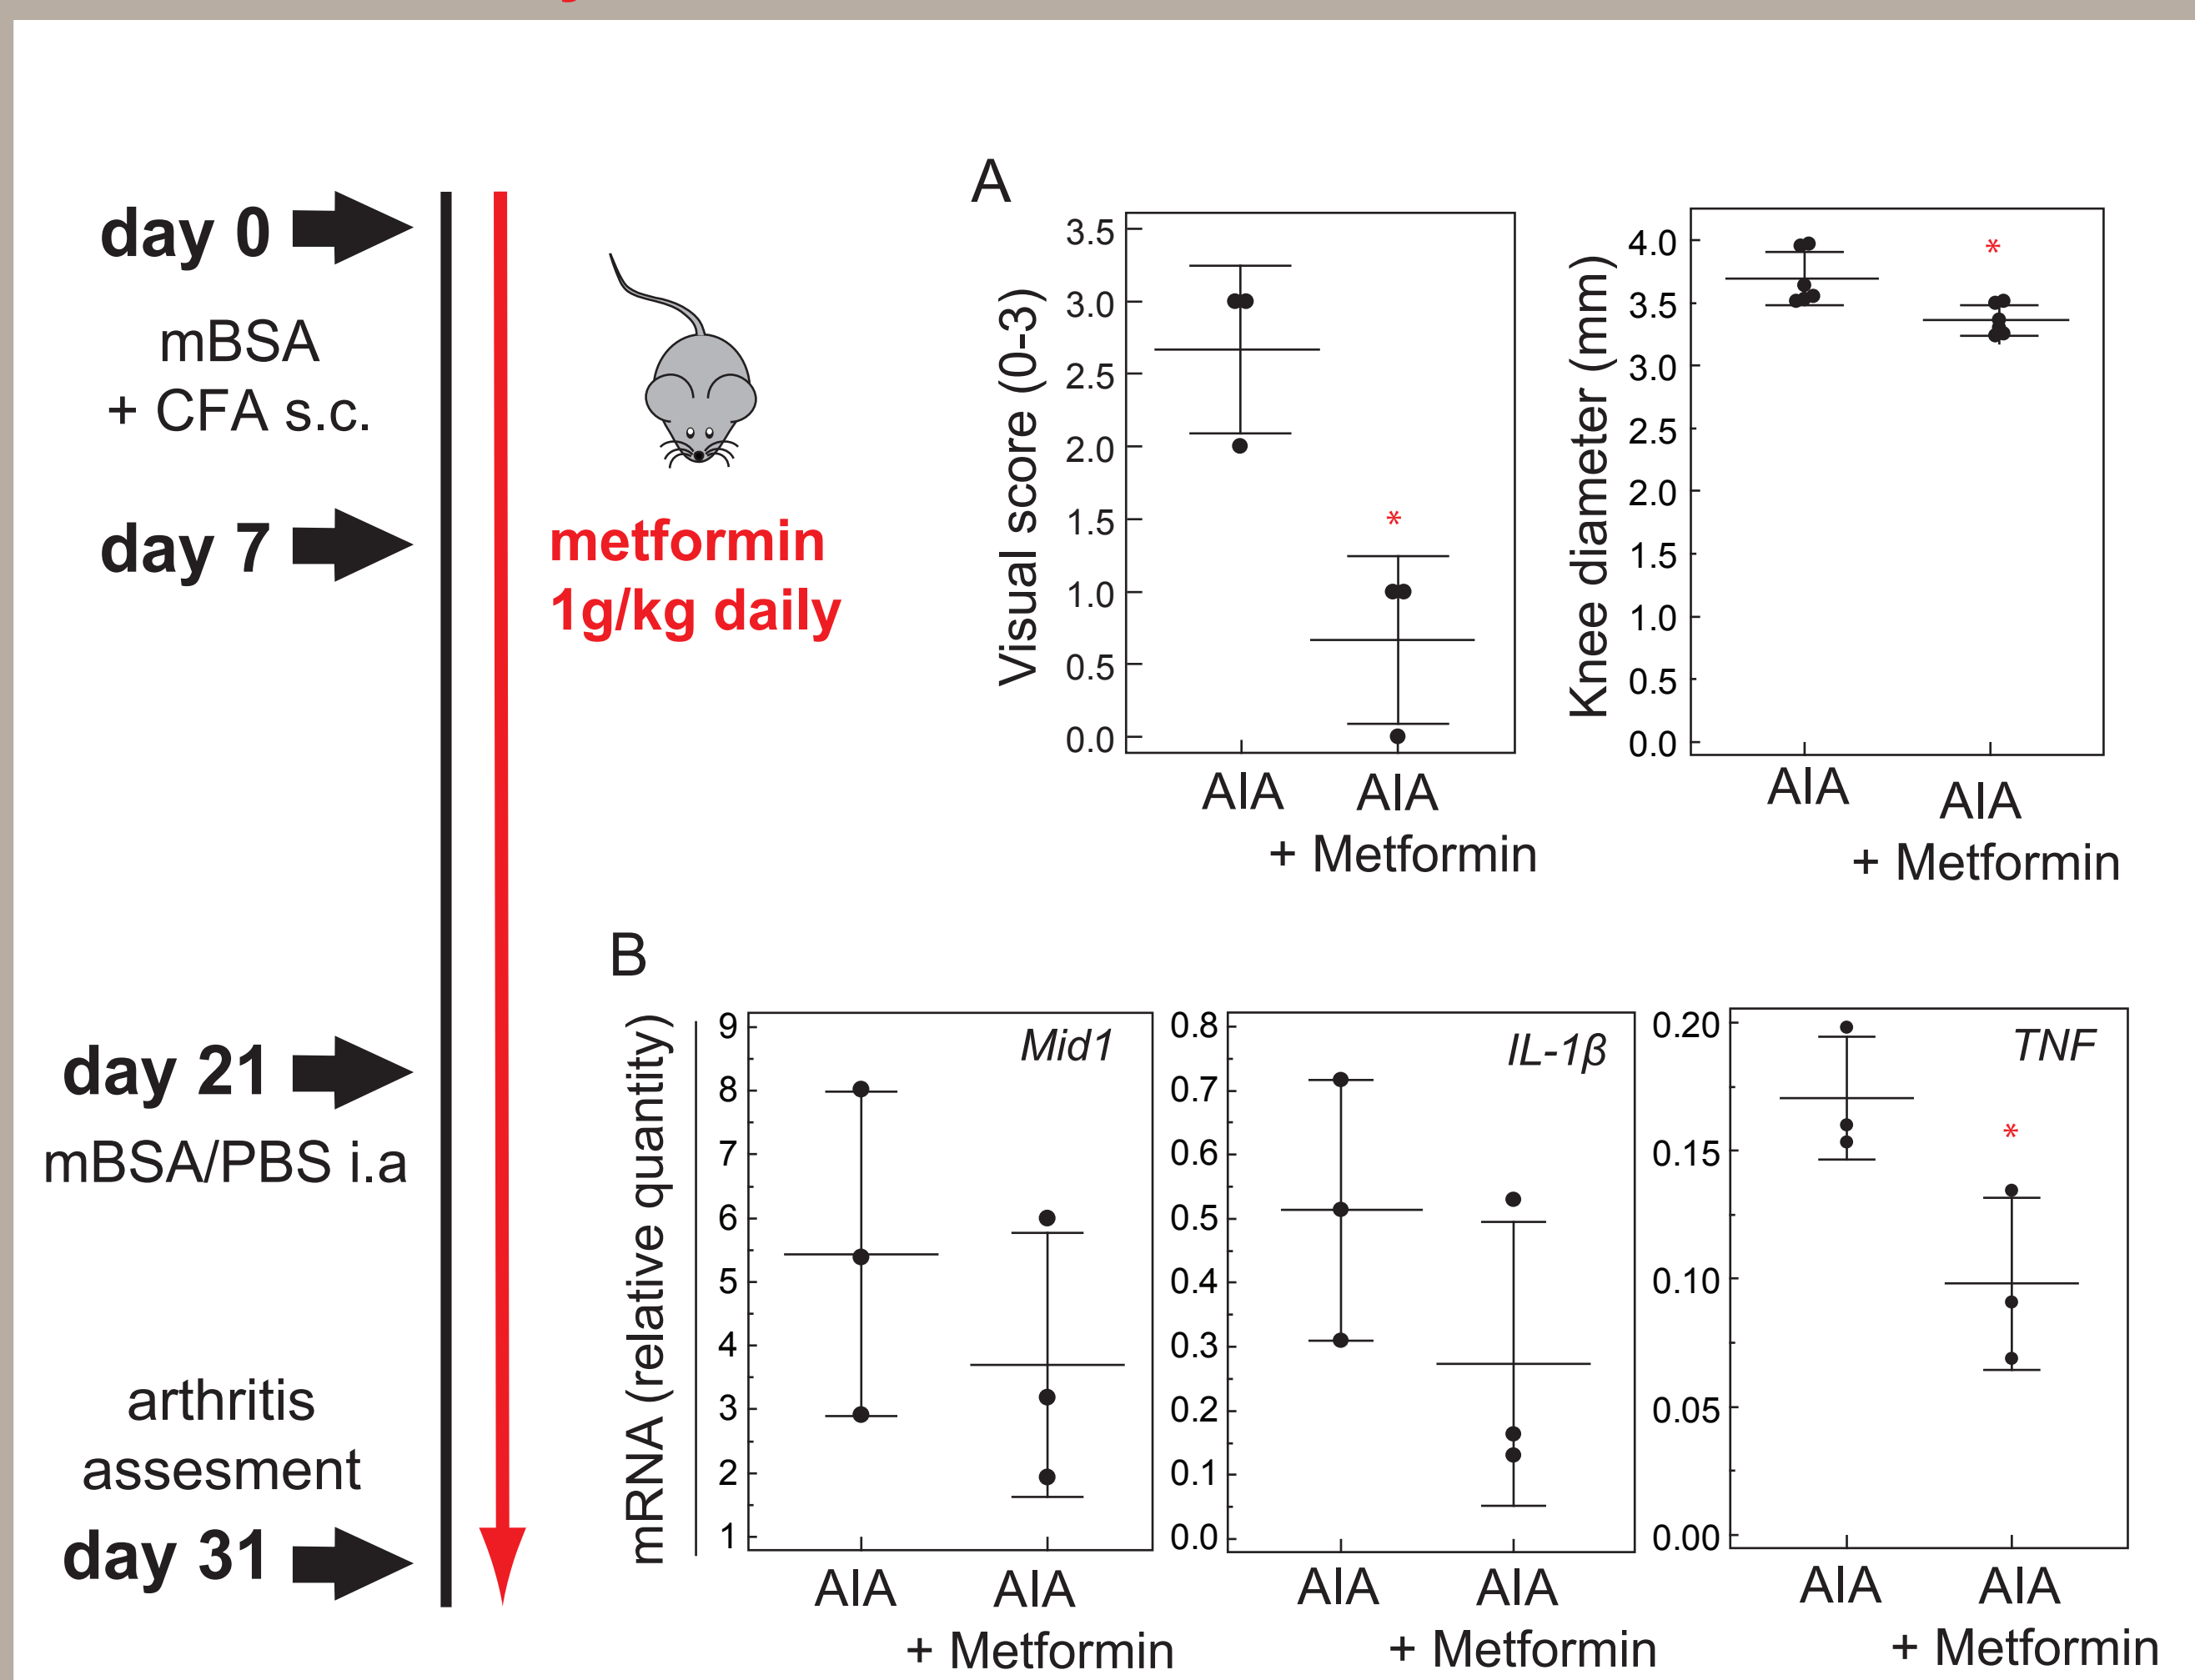 day 0
mBSA
+ CFA s.c.
day 7
metformin
1g/kg daily
day 21
mBSA/PBS i.a
arthritis
assesment
day 31
A
Visual score (0-3)
3.5
3.0
2.5
2.0
1.5
1.0
0.5
0.0
*
AIA
AIA
+ Metformin
Knee diameter (mm)
4.0
3.5
3.0
2.5
2.0
1.5
1.0
0.5
0.0
*
AIA
AIA
+ Metformin
B
mRNA (relative quantity)
Mid1
9
8
7
6
5
4
3
2
1
AIA
AIA
+ Metformin
IL-1β
0.8
0.7
0.6
0.5
0.4
0.3
0.2
0.1
0.0
AIA
AIA
+ Metformin
TNF
0.20
0.15
0.10
0.05
0.00
*
AIA
AIA
+ Metformin